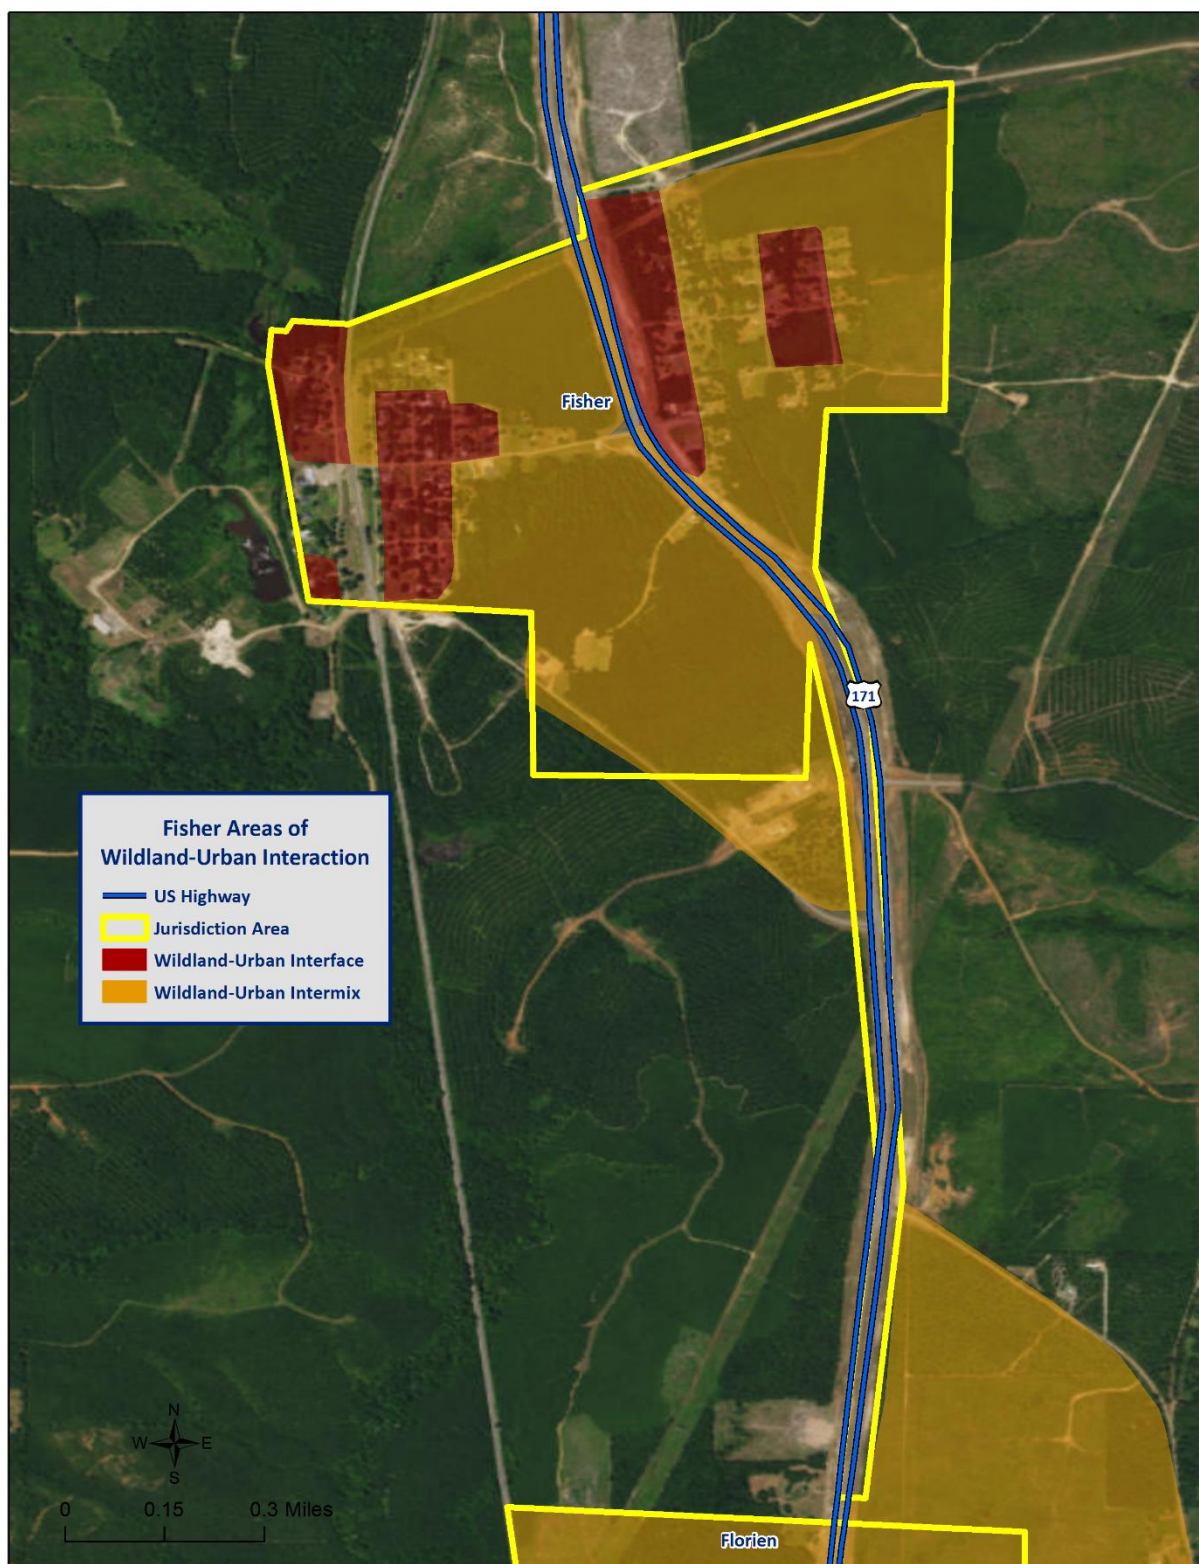 Fisher
171
Fisher Areas of
Wildland-Urban Interaction
US Highway
Jurisdiction Area
Wildland-Urban Interface
Wildland-Urban Intermix
N
W E
S
0 0.15 0.3 Miles
Florien